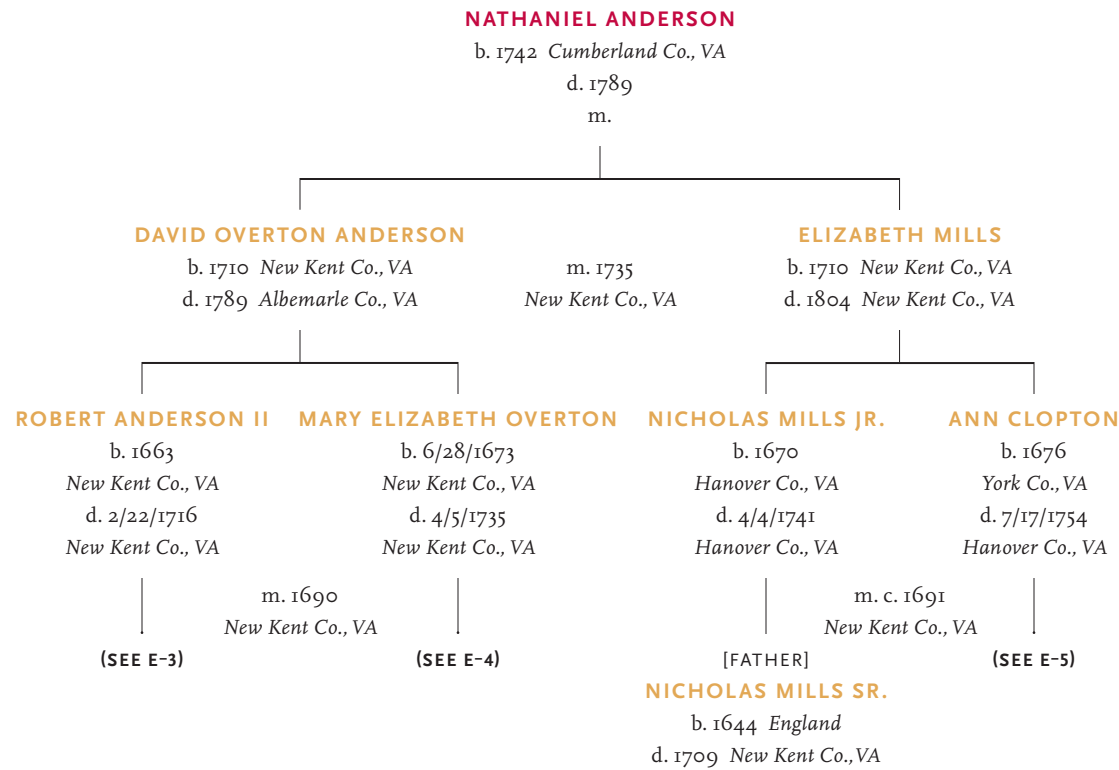 NATHANIEL ANDERSON
b. 1742 Cumberland Co., VA
d. 1789
m.
DAVID OVERTON ANDERSON
b. 1710 New Kent Co., VA
d. 1789 Albemarle Co., VA
m. 1735
New Kent Co., VA
ELIZABETH MILLS
b. 1710 New Kent Co., VA
d. 1804 New Kent Co., VA
ROBERT ANDERSON II
b. 1663
New Kent Co., VA
d. 2/22/1716
New Kent Co., VA
MARY ELIZABETH OVERTON
b. 6/28/1673
New Kent Co., VA
d. 4/5/1735
New Kent Co., VA
m. 1690
New Kent Co., VA
(SEE E-3)
(SEE E-4)
NICHOLAS MILLS JR.
b. 1670
Hanover Co., VA
d. 4/4/1741
Hanover Co., VA
ANN CLOPTON
b. 1676
York Co., VA
d. 7/17/1754
Hanover Co., VA
m. c. 1691
New Kent Co., VA
[FATHER]
NICHOLAS MILLS SR.
b. 1644 England
d. 1709 New Kent Co., VA
(SEE E-5)